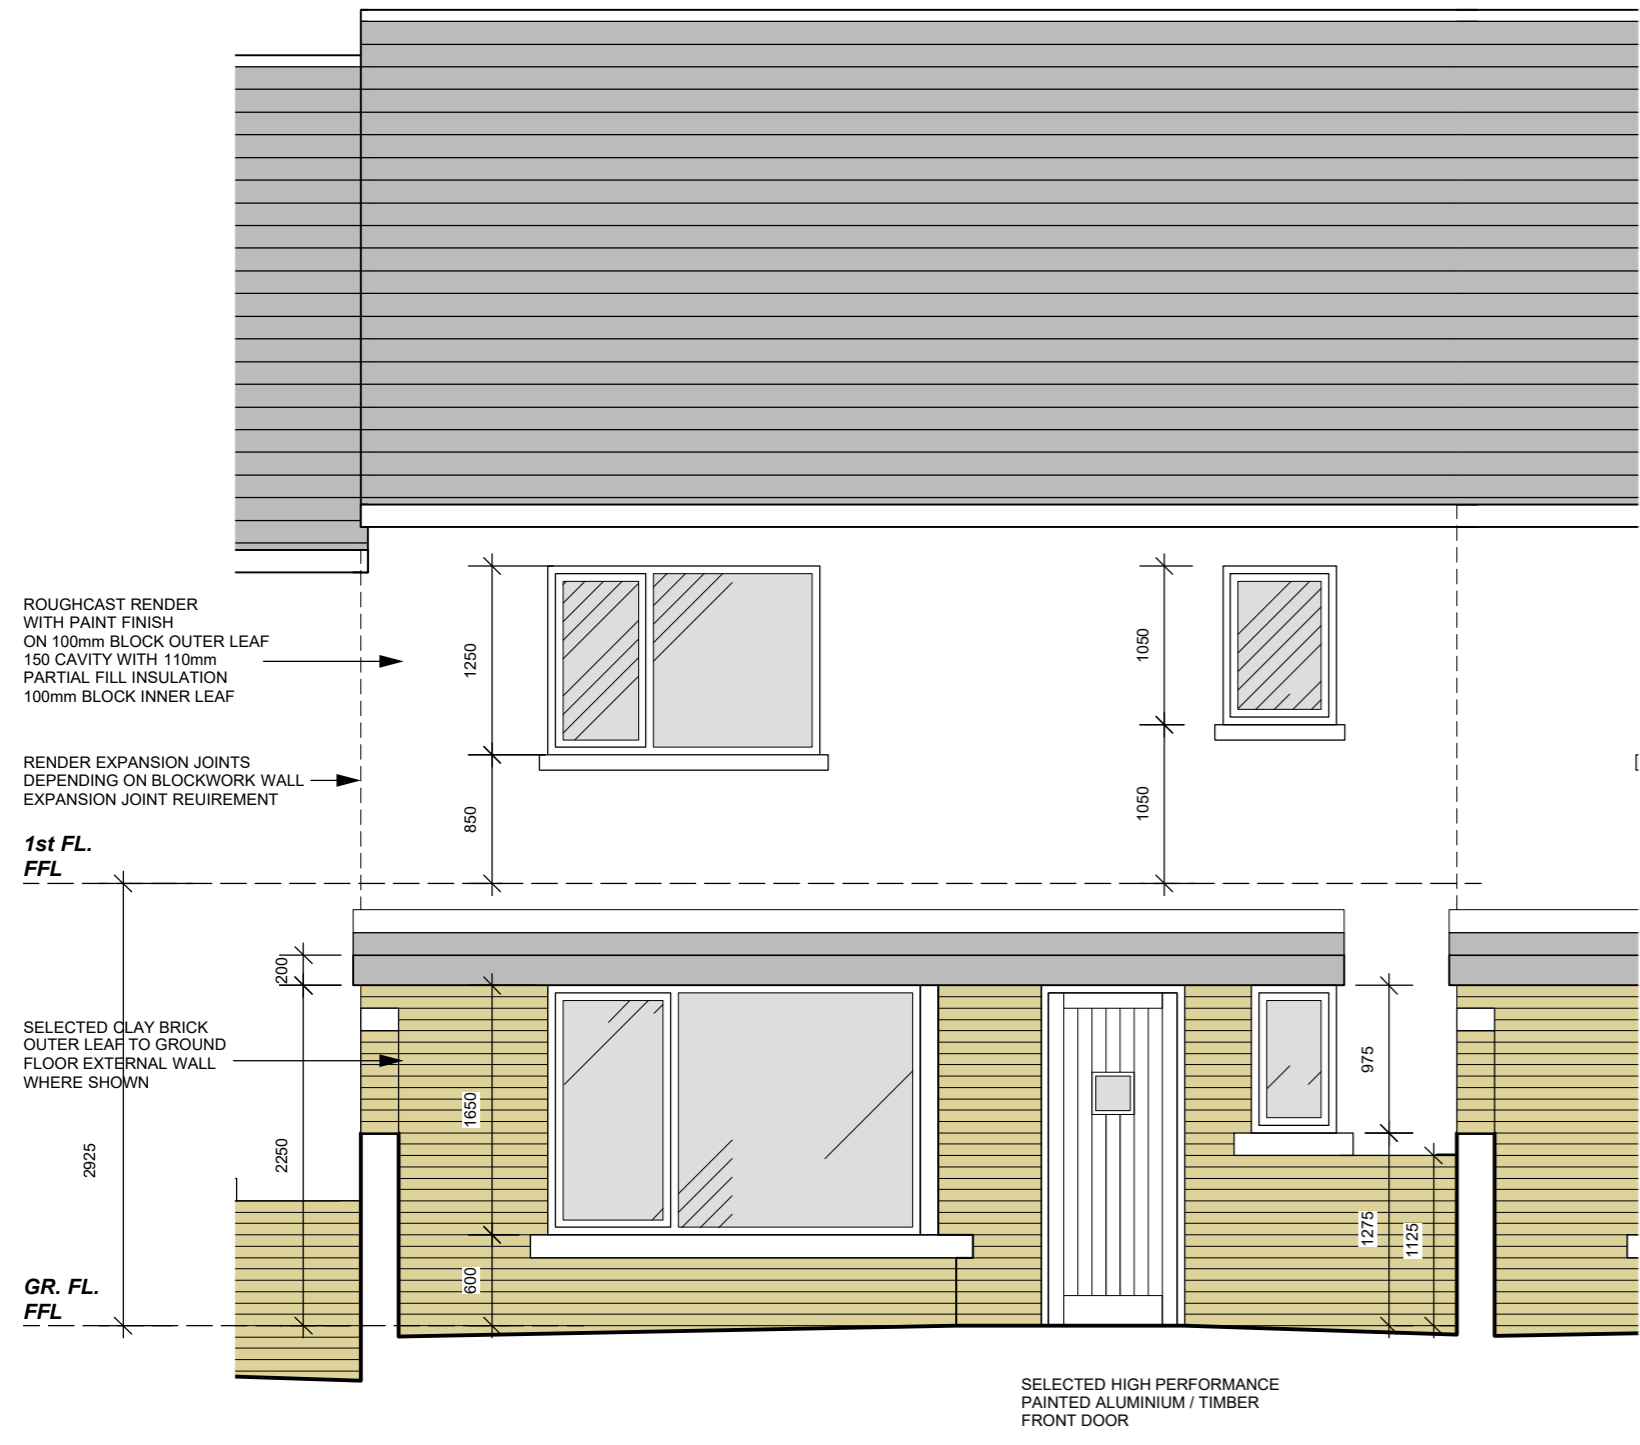 ROUGHCAST RENDER
WITH PAINT FINISH
ON 100mm BLOCK OUTER LEAF
150 CAVITY WITH 110mm
PARTIAL FILL INSULATION
100mm BLOCK INNER LEAF
1250
1050
RENDER EXPANSION JOINTS
DEPENDING ON BLOCKWORK WALL
EXPANSION JOINT REUIREMENT
850
1050
1st FL.
FFL
200
SELECTED CLAY BRICK
OUTER LEAF TO GROUND
FLOOR EXTERNAL WALL
WHERE SHOWN
975
1650
2925
2250
1275
1125
600
GR. FL.
FFL
SELECTED HIGH PERFORMANCE
PAINTED ALUMINIUM / TIMBER
FRONT DOOR